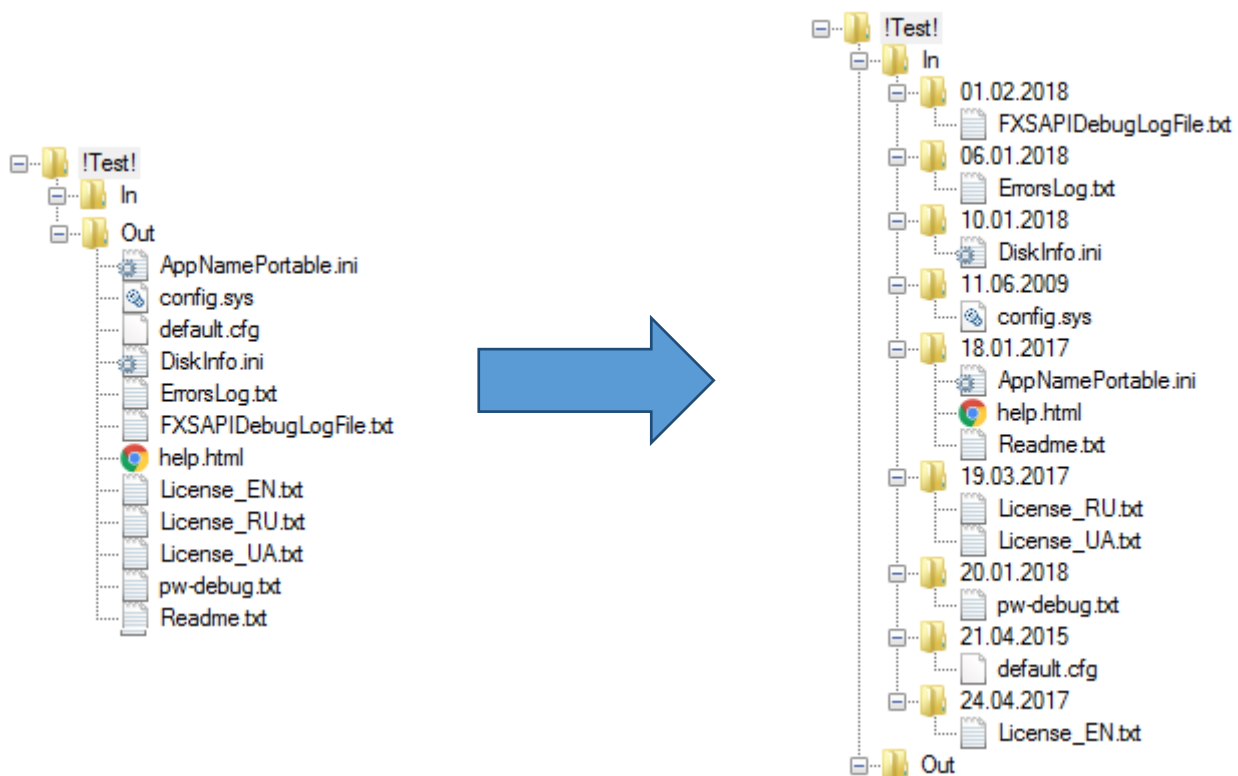 !Test!
In
Out
AppNamePortable.ini
config.sys
default.cfg
DiskInfo.ini
ErrorsLog.txt
FXSAPIDebugLogFile.txt
help.html
License_EN.txt
License_RU.txt
License_UA.txt
pw-debug.txt
Readme.txt
!Test!
In
01.02.2018
FXSAPIDebugLogFile.txt
06.01.2018
ErrorsLog.txt
10.01.2018
DiskInfo.ini
11.06.2009
config.sys
18.01.2017
AppNamePortable.ini
help.html
Readme.txt
19.03.2017
License_RU.txt
License_UA.txt
20.01.2018
pw-debug.txt
21.04.2015
default.cfg
24.04.2017
License_EN.txt
Out